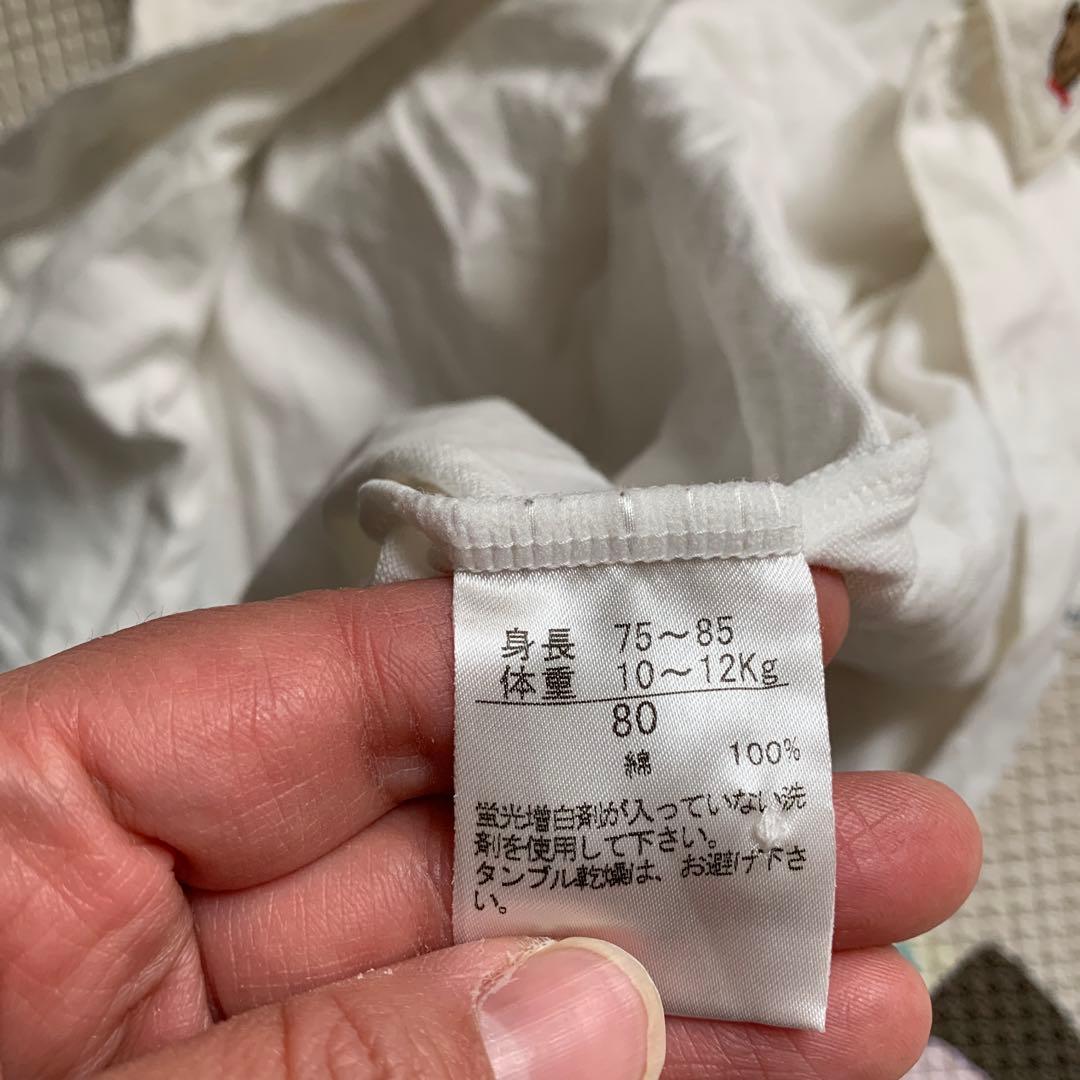 身長 75～85
体重 10～12Kg
80
綿 100%
蛍光増白剤が入っていない洗
剤を使用して下さい。
タンブル乾燥は、お避け下さ
い。